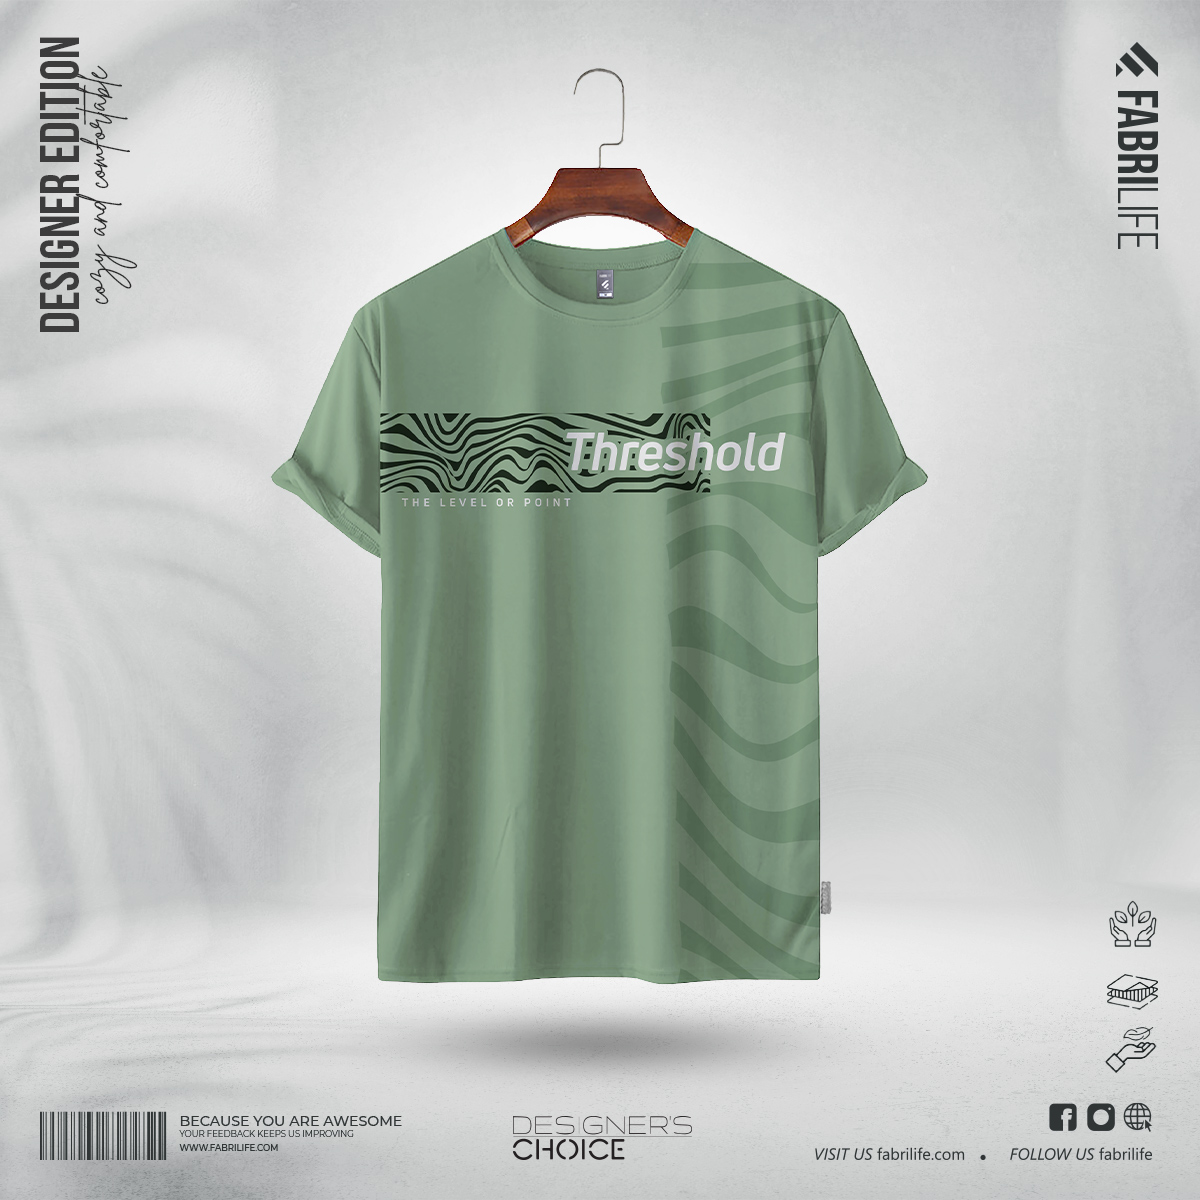 DESIGNER EDITION
cozy and comfortable
FABRILIFE
Threshold
THE LEVEL OR POINT
BECAUSE YOU ARE AWESOME
YOUR FEEDBACK KEEPS US IMPROVING
WWW.FABRILIFE.COM
DESIGNER'S
CHOICE
VISIT US fabrilife.com • FOLLOW US fabrilife